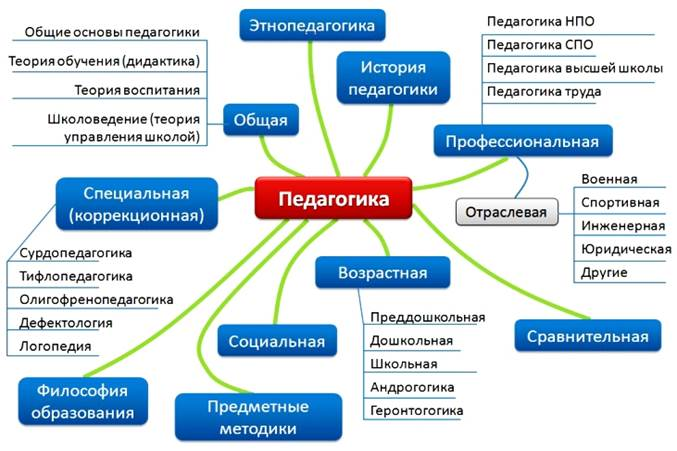 Этнопедагогика
История
педагогики
Общие основы педагогики
Теория обучения (дидактика)
Теория воспитания
Школоведение (теория
управления школой)
Общая
Педагогика НПО
Педагогика СПО
Педагогика высшей школы
Педагогика труда
Профессиональная
Отраслевая
Военная
Спортивная
Инженерная
Юридическая
Другие
Педагогика
Специальная
(коррекционная)
Сурдопедагогика
Тифлопедагогика
Олигофренопедагогика
Дефектология
Логопедия
Возрастная
Преддошкольная
Дошкольная
Школьная
Андрогогика
Геронтогогика
Социальная
Сравнительная
Философия
образования
Предметные
методики